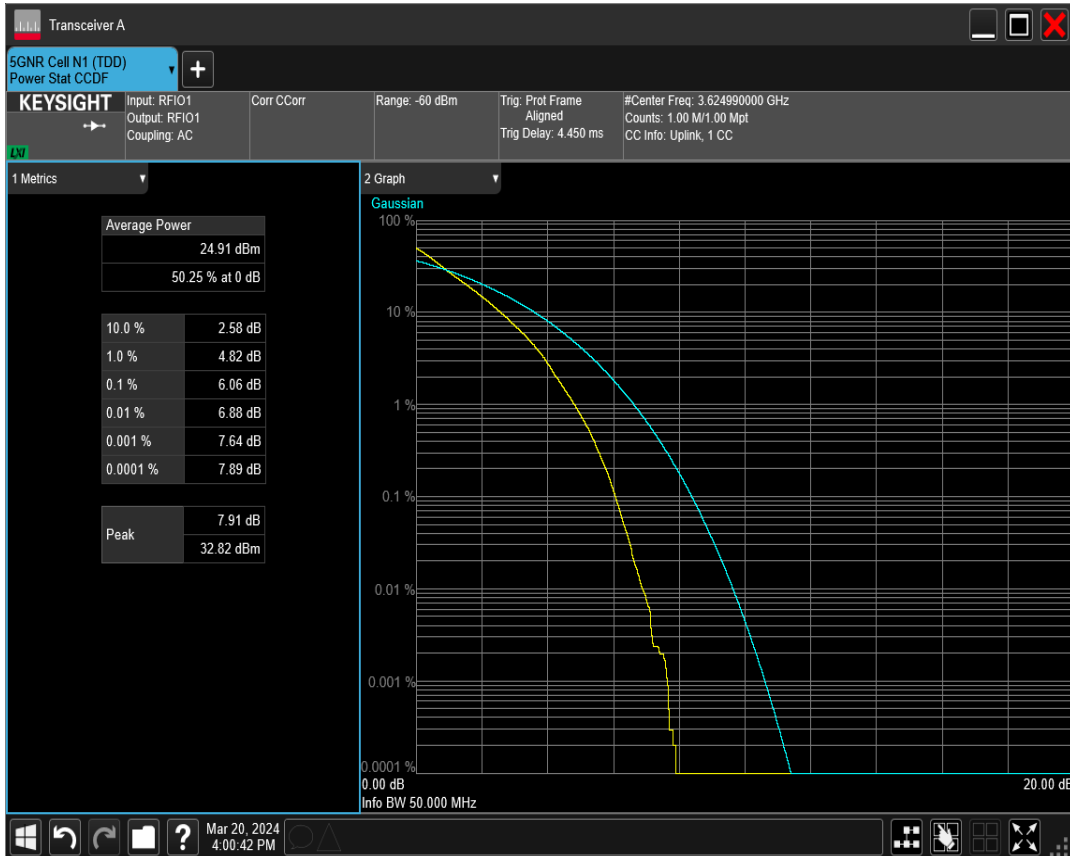 Transceiver A
5GNR Cell N1 (TDD)
Power Stat CCDF
+
KEYSIGHT
LXI
Input: RFIO1
Output: RFIO1
Coupling: AC
Corr CCorr
Range: -60 dBm
Trig: Prot Frame
Aligned
Trig Delay: 4.450 ms
#Center Freq: 3.624990000 GHz
Counts: 1.00 M/1.00 Mpt
CC Info: Uplink, 1 CC
1 Metrics
Average Power
24.91 dBm
50.25 % at 0 dB
10.0 % 2.58 dB
1.0 % 4.82 dB
0.1 % 6.06 dB
0.01 % 6.88 dB
0.001 % 7.64 dB
0.0001 % 7.89 dB
Peak
7.91 dB
32.82 dBm
2 Graph
Gaussian
100 %
10 %
1 %
0.1 %
0.01 %
0.001 %
0.0001 %
0.00 dB 20.00 dB
Info BW 50.000 MHz
?
Mar 20, 2024
4:00:42 PM